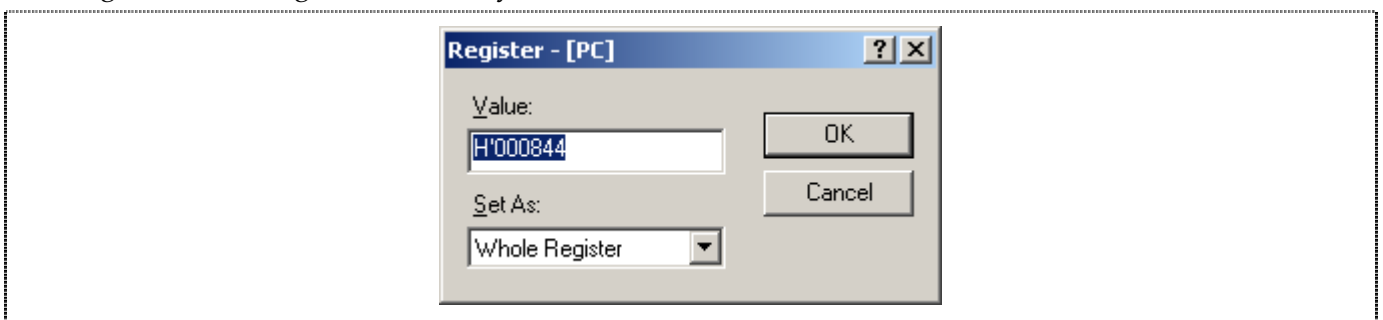 Register - [PC]
Value:
H'000844
OK
Set As:
Cancel
Whole Register